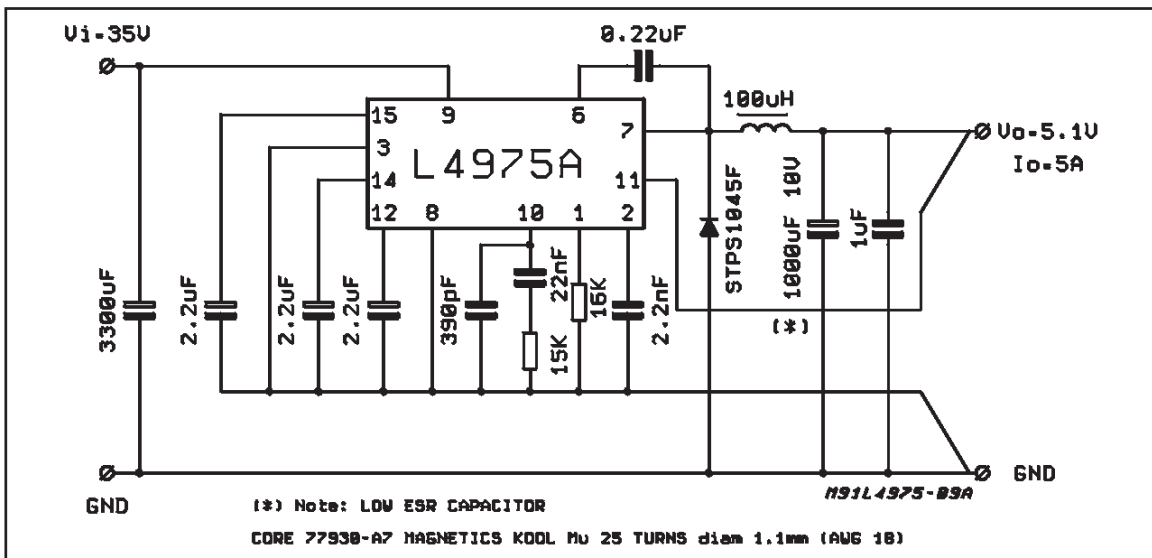 Vi=35V
0.22uF
100uH
15
9
6
7
Vo=5.1V
3
L4975A
Io=5A
14
11
12
8
10
1
2
3300uF
2.2uF
2.2uF
2.2uF
390pF
22nF
15K
16K
2.2nF
STPS1045F
1000uF 10V
1uF
(*)
GND
GND
M91L4975-09A
(*) Note: LOW ESR CAPACITOR
CORE 77930-A7 MAGNETICS KOOL Mu 25 TURNS diam 1.1mm (AWG 18)